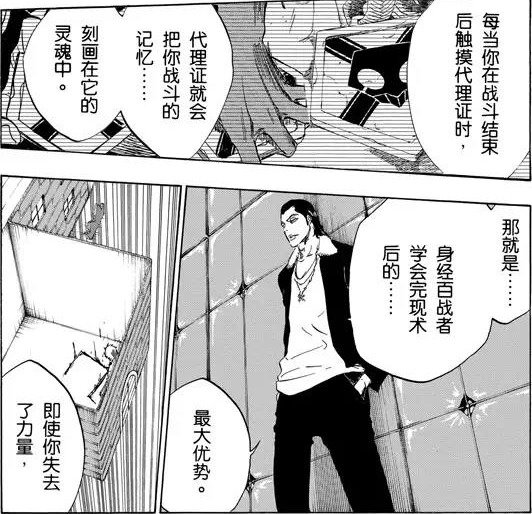 每当你在战斗结束
后触摸代理证时，
代理证就会
把你战斗的
记忆……
刻画在它的
灵魂中。
那就是……
身经百战者
学会完现术
后的……
最大优势。
即使你失去
了力量，